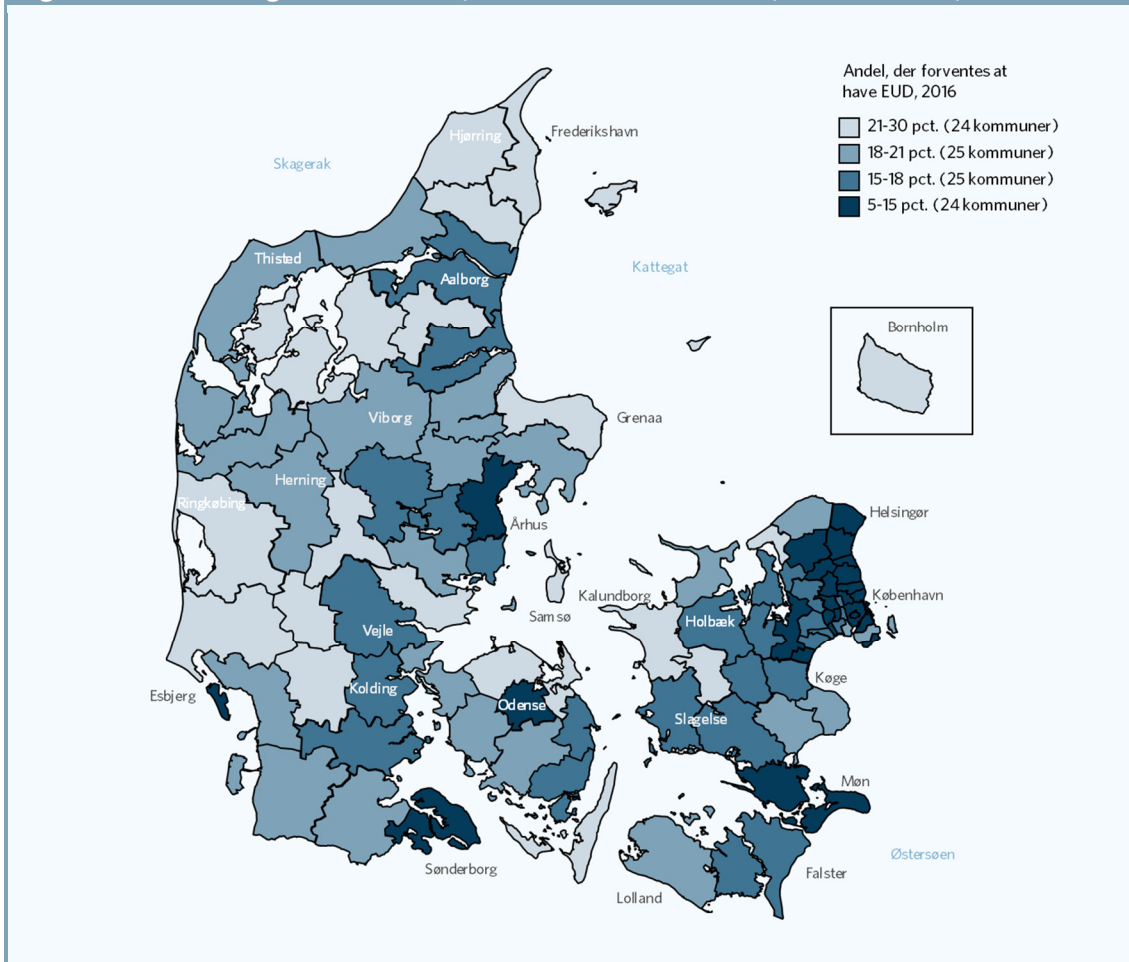 Andel, der forventes at
have EUD, 2016
21-30 pct. (24 kommuner)
18-21 pct. (25 kommuner)
15-18 pct. (25 kommuner)
5-15 pct. (24 kommuner)
Hjørring
Frederikshavn
Skagerak
Thisted
Kattegat
Aalborg
Bornholm
Viborg
Grenaa
Herning
Ringkøbing
Århus
Helsingør
København
Kalundborg
Samsø
Holbæk
Vejle
Kolding
Køge
Esbjerg
Odense
Slagelse
Møn
Østersøen
Sønderborg
Falster
Lolland